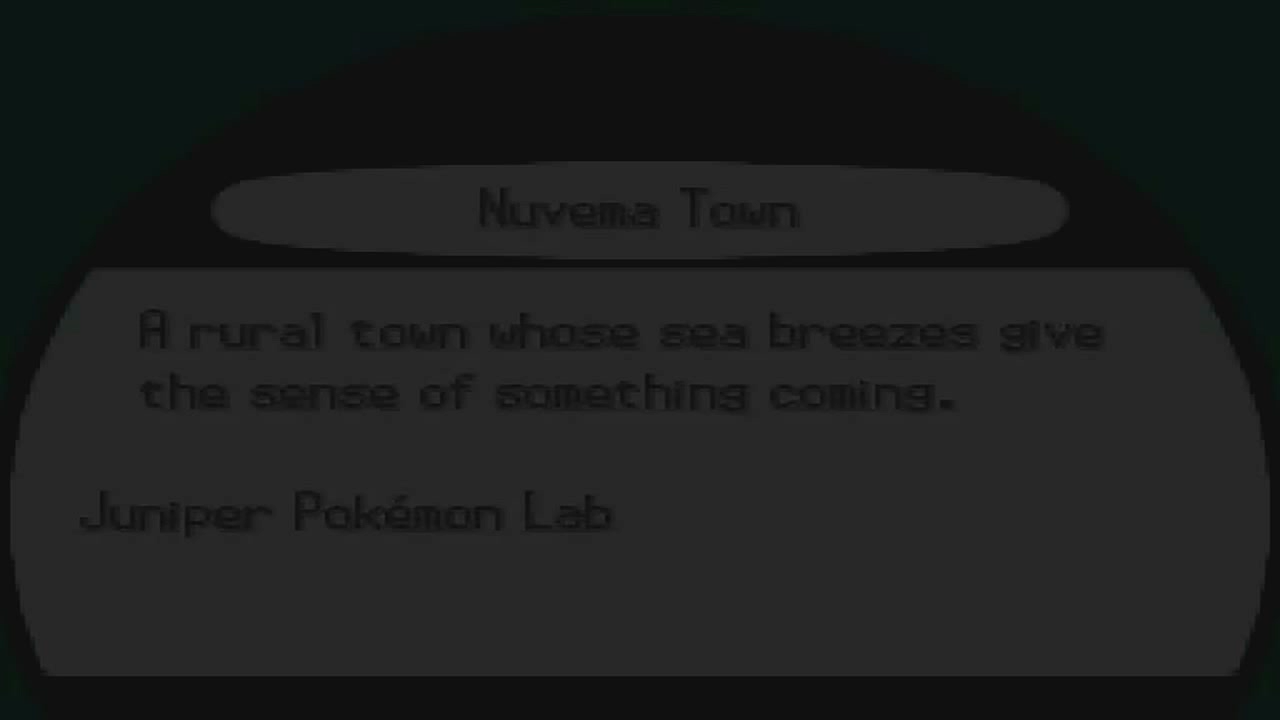 Nuvema Town
A rural town whose sea breezes give
the sense of something coming.
Juniper Pokémon Lab